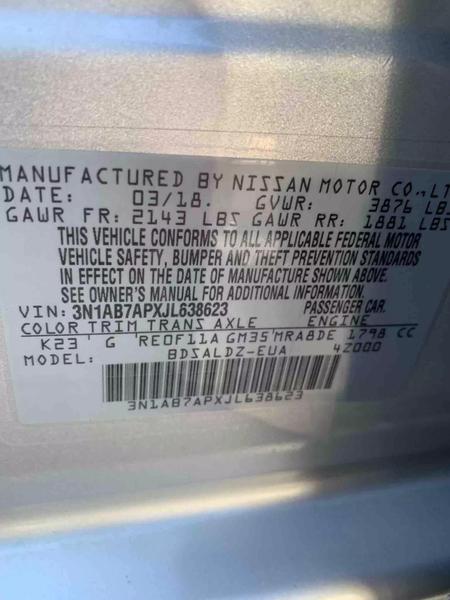 MANUFACTURED BY NISSAN MOTOR CO.,LT
DATE: 03/18. GVWR: 3876 LB
GAWR FR: 2143 LBS GAWR RR: 1881 LBS
THIS VEHICLE CONFORMS TO ALL APPLICABLE FEDERAL MOTOR
VEHICLE SAFETY, BUMPER AND THEFT PREVENTION STANDARDS
IN EFFECT ON THE DATE OF MANUFACTURE SHOWN ABOVE.
SEE OWNER'S MANUAL FOR ADDITIONAL INFORMATION.
VIN: 3N1AB7APXJL638623 PASSENGER CAR.
COLOR TRIM TRANS AXLE ENGINE
K23 G RE0F11A GM35 MRA8DE 1798 CC
MODEL: BDSALDZ-EUA 4Z000
3N1AB7APXJL638623